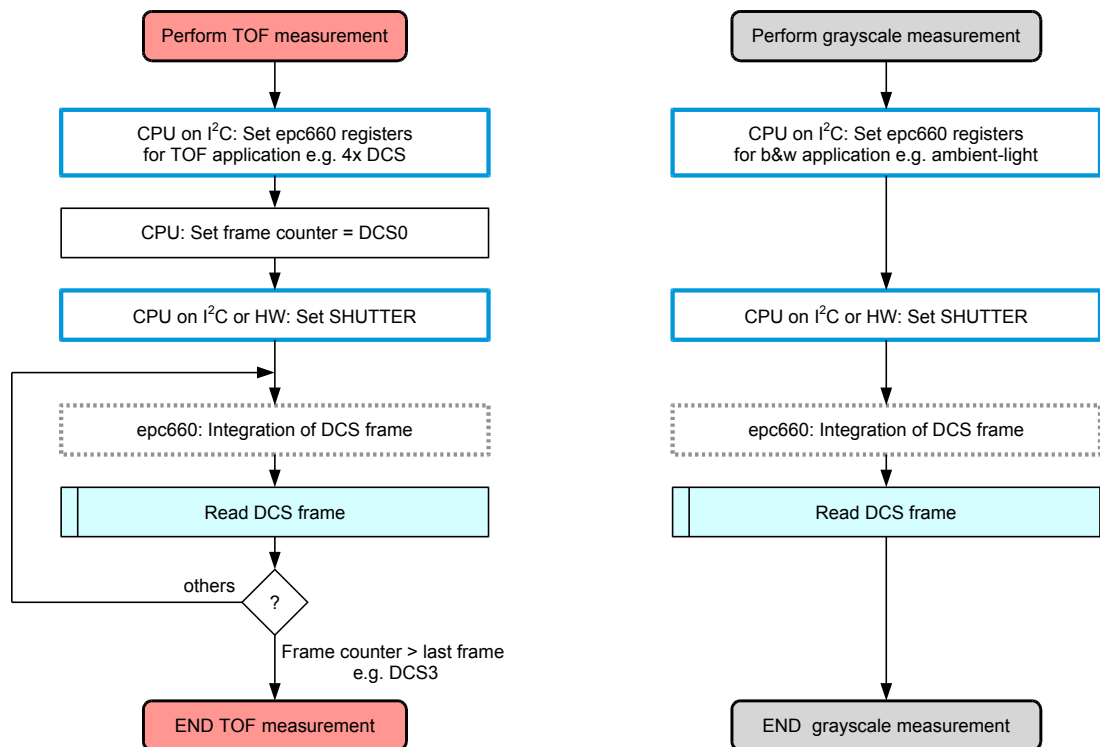 Perform TOF measurement
CPU on I²C: Set epc660 registers
for TOF application e.g. 4x DCS
CPU: Set frame counter = DCS0
CPU on I²C or HW: Set SHUTTER
epc660: Integration of DCS frame
Read DCS frame
others
?
Frame counter > last frame
e.g. DCS3
END TOF measurement
Perform grayscale measurement
CPU on I²C: Set epc660 registers
for b&w application e.g. ambient-light
CPU on I²C or HW: Set SHUTTER
epc660: Integration of DCS frame
Read DCS frame
END grayscale measurement